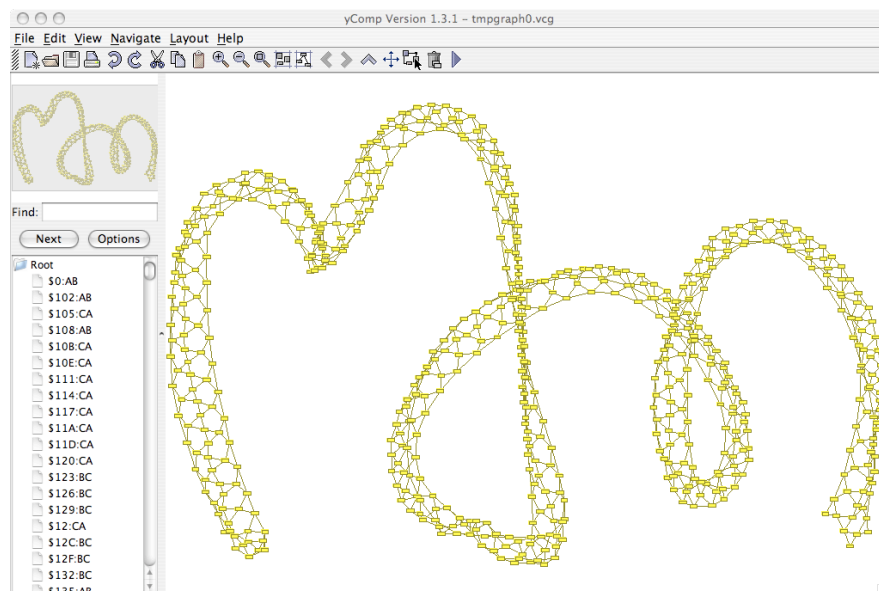 yComp Version 1.3.1 – tmpgraph0.vcg
File Edit View Navigate Layout Help
Find:
Next Options
Root
$0:AB
$102:AB
$105:CA
$108:AB
$10B:CA
$10E:CA
$111:CA
$114:CA
$117:CA
$11A:CA
$11D:CA
$120:CA
$123:BC
$126:BC
$129:BC
$12:CA
$12C:BC
$12F:BC
$132:BC
$135:AB